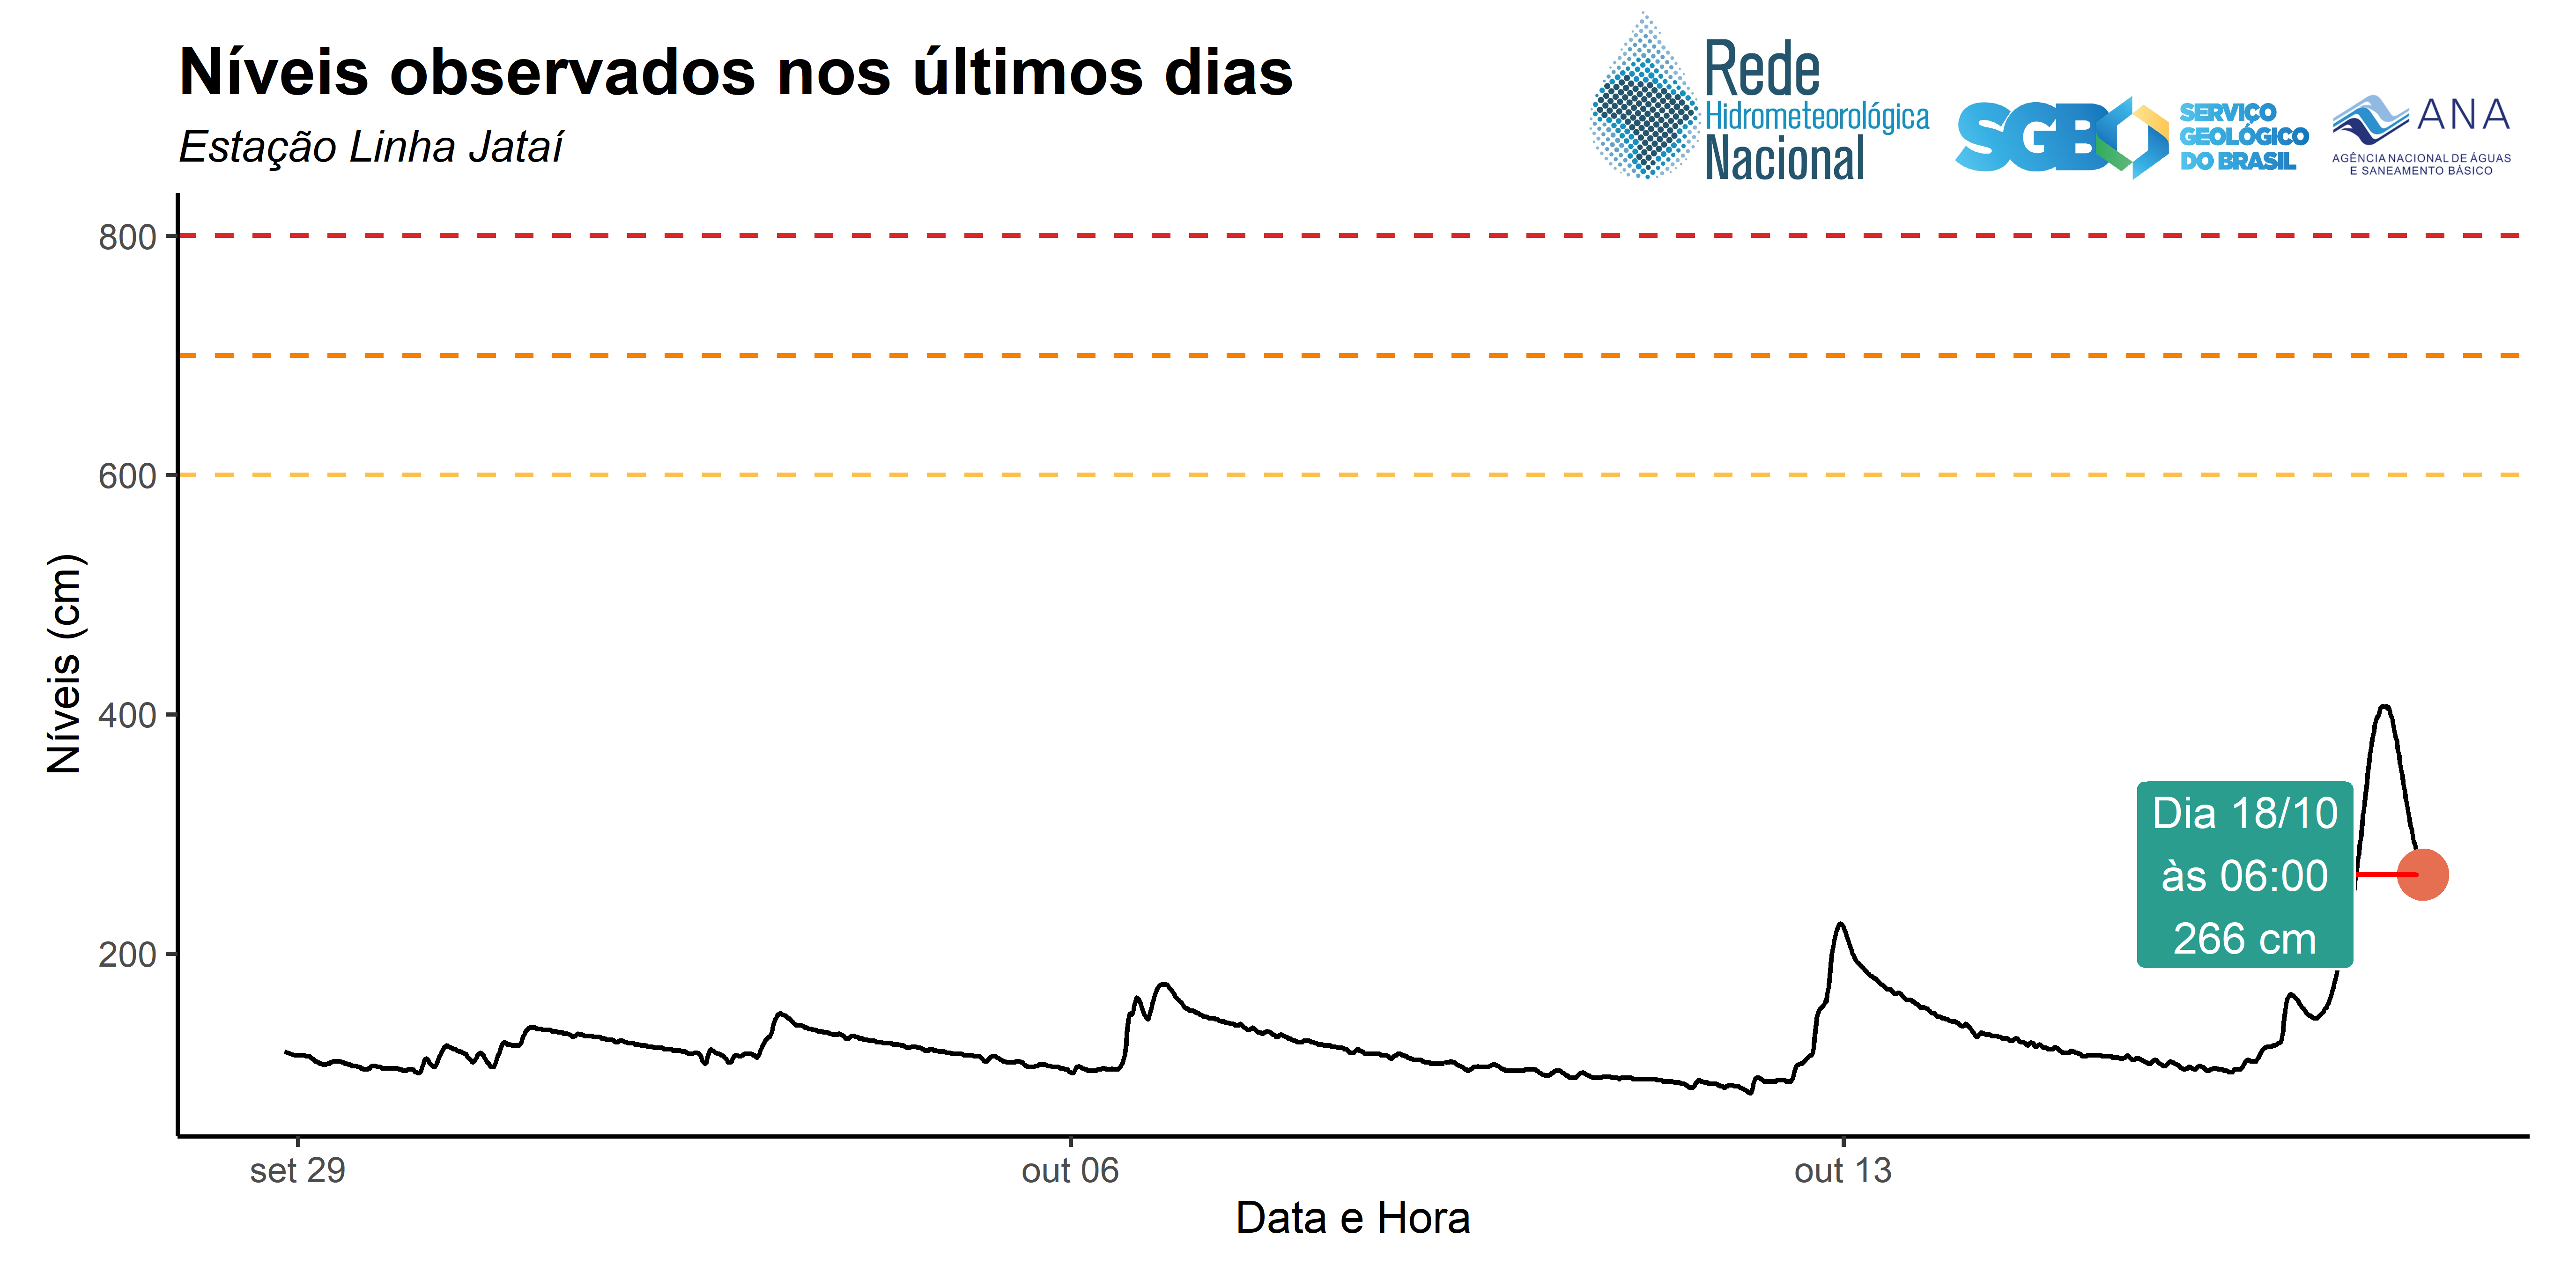 Níveis observados nos últimos dias
Estação Linha Jataí
Rede
Hidrometeorológica
Nacional
SGB
SERVIÇO
GEOLÓGICO
DO BRASIL
ANA
AGÊNCIA NACIONAL DE ÁGUAS
E SANEAMENTO BÁSICO
800
600
400
200
Níveis (cm)
Dia 18/10
às 06:00
266 cm
set 29
out 06
out 13
Data e Hora